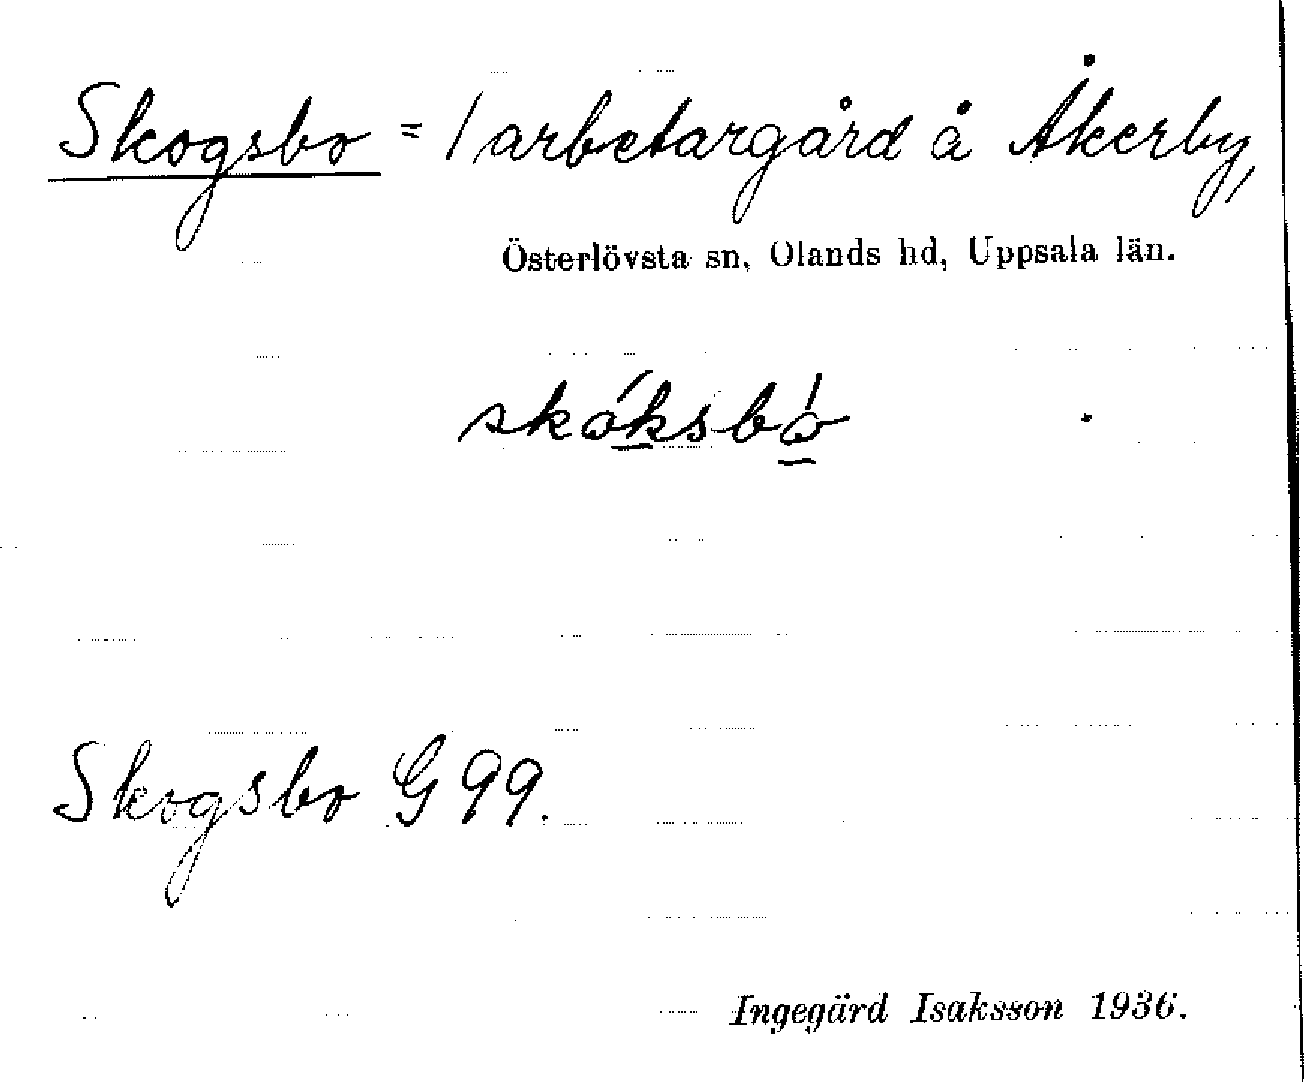 Skogsbo = 1 arbetargård å Åkerby,
Österlövsta sn, Olands hd, Uppsala län.
skóksbó
Skogsbo G 99.
Ingegärd Isaksson 1936.